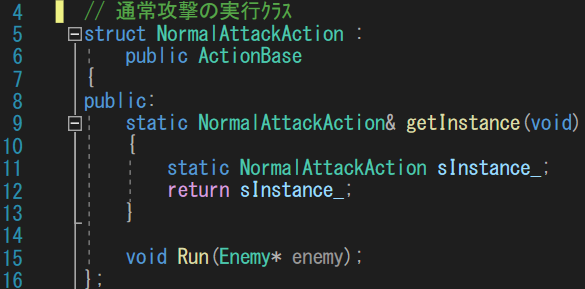 4 // 通常攻撃の実行クラス
5 struct NormalAttackAction :
6 public ActionBase
7 {
8 public:
9 static NormalAttackAction& getInstance(void)
10 {
11 static NormalAttackAction sInstance_;
12 return sInstance_;
13 }
14
15 void Run(Enemy* enemy);
16 };